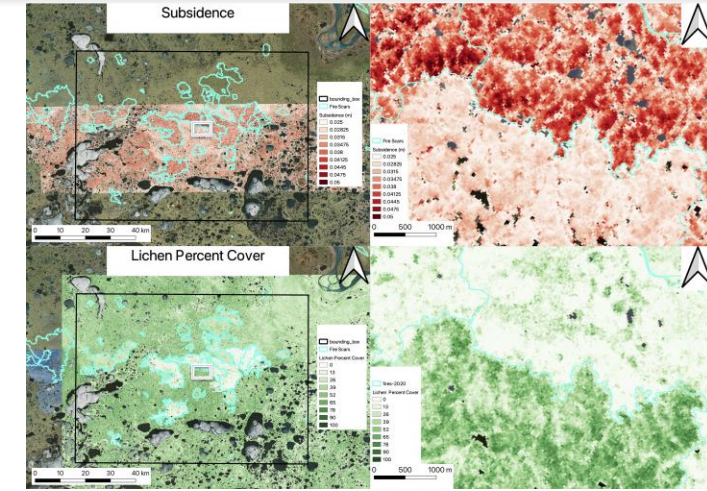 Subsidence
bounding_box
Fire Scars
Subsidence (m)
0.025
0.02825
0.0315
0.03475
0.038
0.04125
0.0445
0.0475
0.05
0 10 20 30 40 km
Fire Scars
Subsidence (m)
0.025
0.02825
0.0315
0.03475
0.038
0.04125
0.0445
0.0475
0.05
0 500 1000 m
Lichen Percent Cover
bounding_box
Fire Scars
Lichen Percent Cover
0
13
26
39
52
65
78
90
100
0 10 20 30 40 km
Lichen Percent Cover
0
13
26
39
52
65
78
90
100
0 500 1000 m